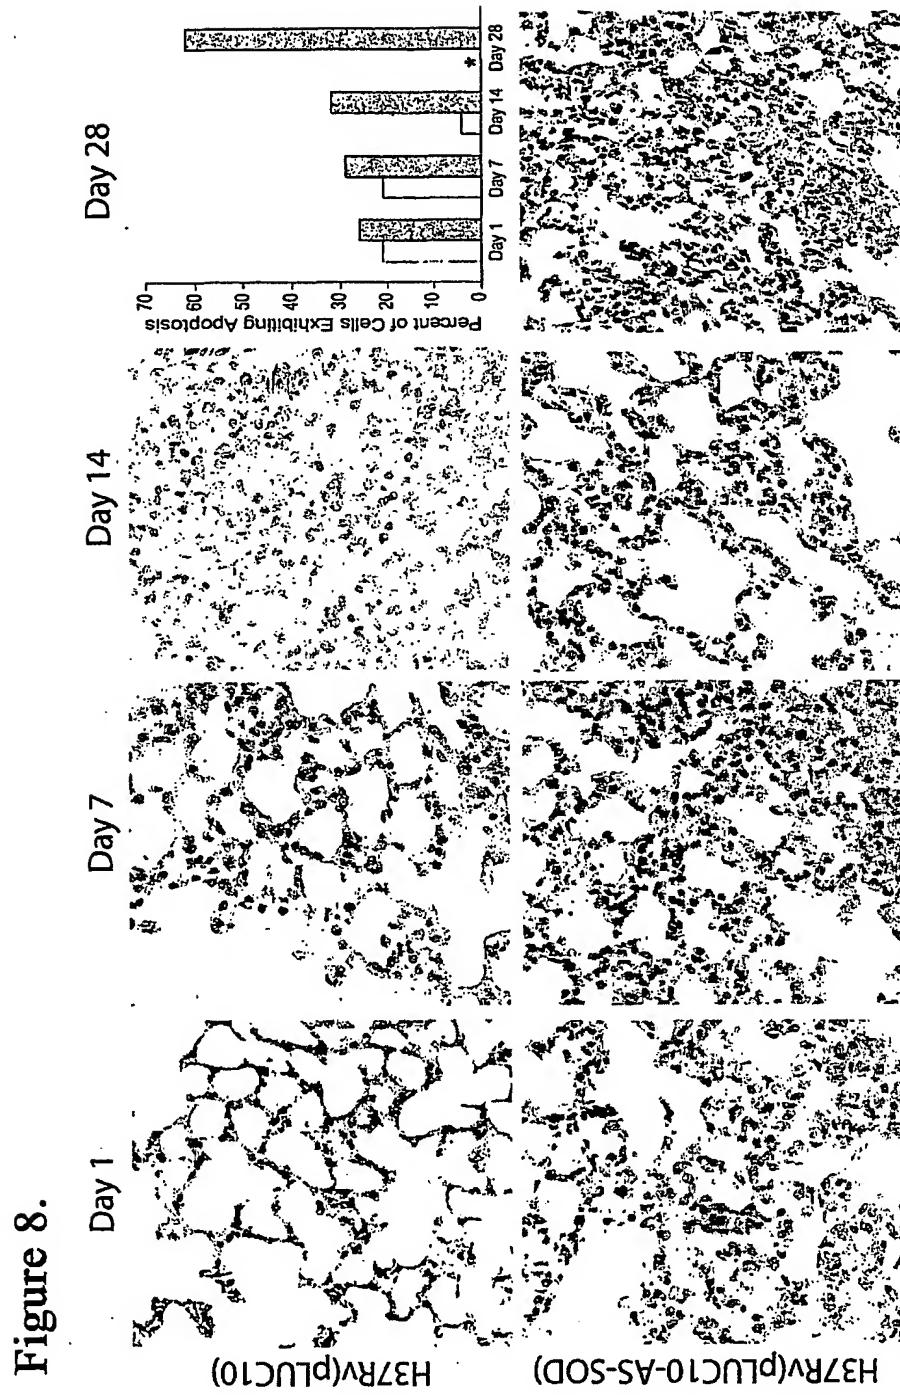 Figure 8.
Day 1
Day 7
Day 14
Day 28
H37Rv(pLUC10)
H37Rv(pLUC10-AS-SOD)
Percent of Cells Exhibiting Apoptosis
70
60
50
40
30
20
10
0
Day 1
Day 7
Day 14
*
Day 28